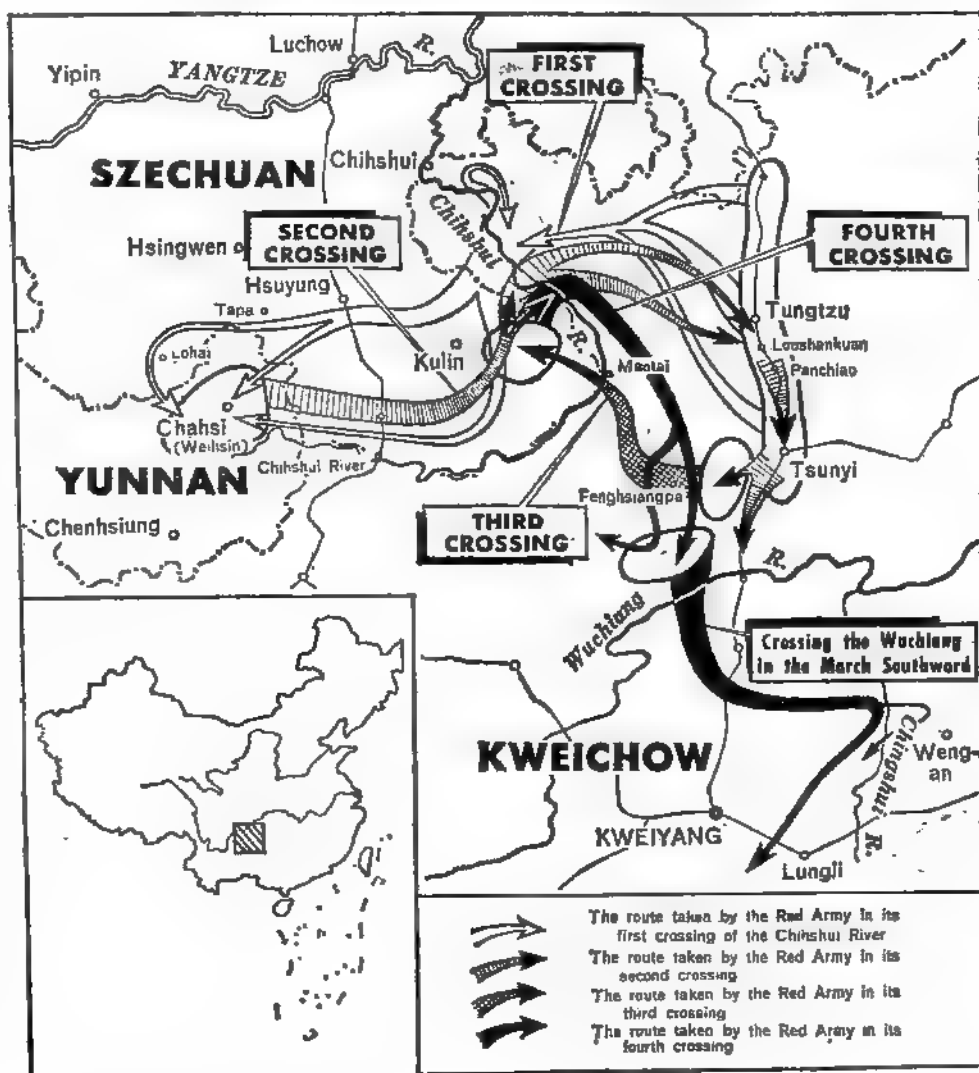 Luchow
R.
Yipin
YANGTZE
FIRST
CROSSING
Chihshui
SZECHUAN
Chihshui
SECOND
CROSSING
FOURTH
CROSSING
Hsingwen
Hsuyung
Tapa
Tungtzu
Loushankuan
Lohai
Kulin
R.
Maotai
Panchiao
Chahsi
(Weihsin)
Chihshui River
Tsunyi
YUNNAN
Fenghsiangpa
Chenhsiung
THIRD
CROSSING
R.
Wuchiang
Crossing the Wuchiang
in the March Southword
KWEICHOW
Chingshui R.
Weng-
an
KWEIYANG
Lungli
The route taken by the Red Army in its
first crossing of the Chihshui River
The route taken by the Red Army in its
second crossing
The route taken by the Red Army in its
third crossing
The route taken by the Red Army in its
fourth crossing